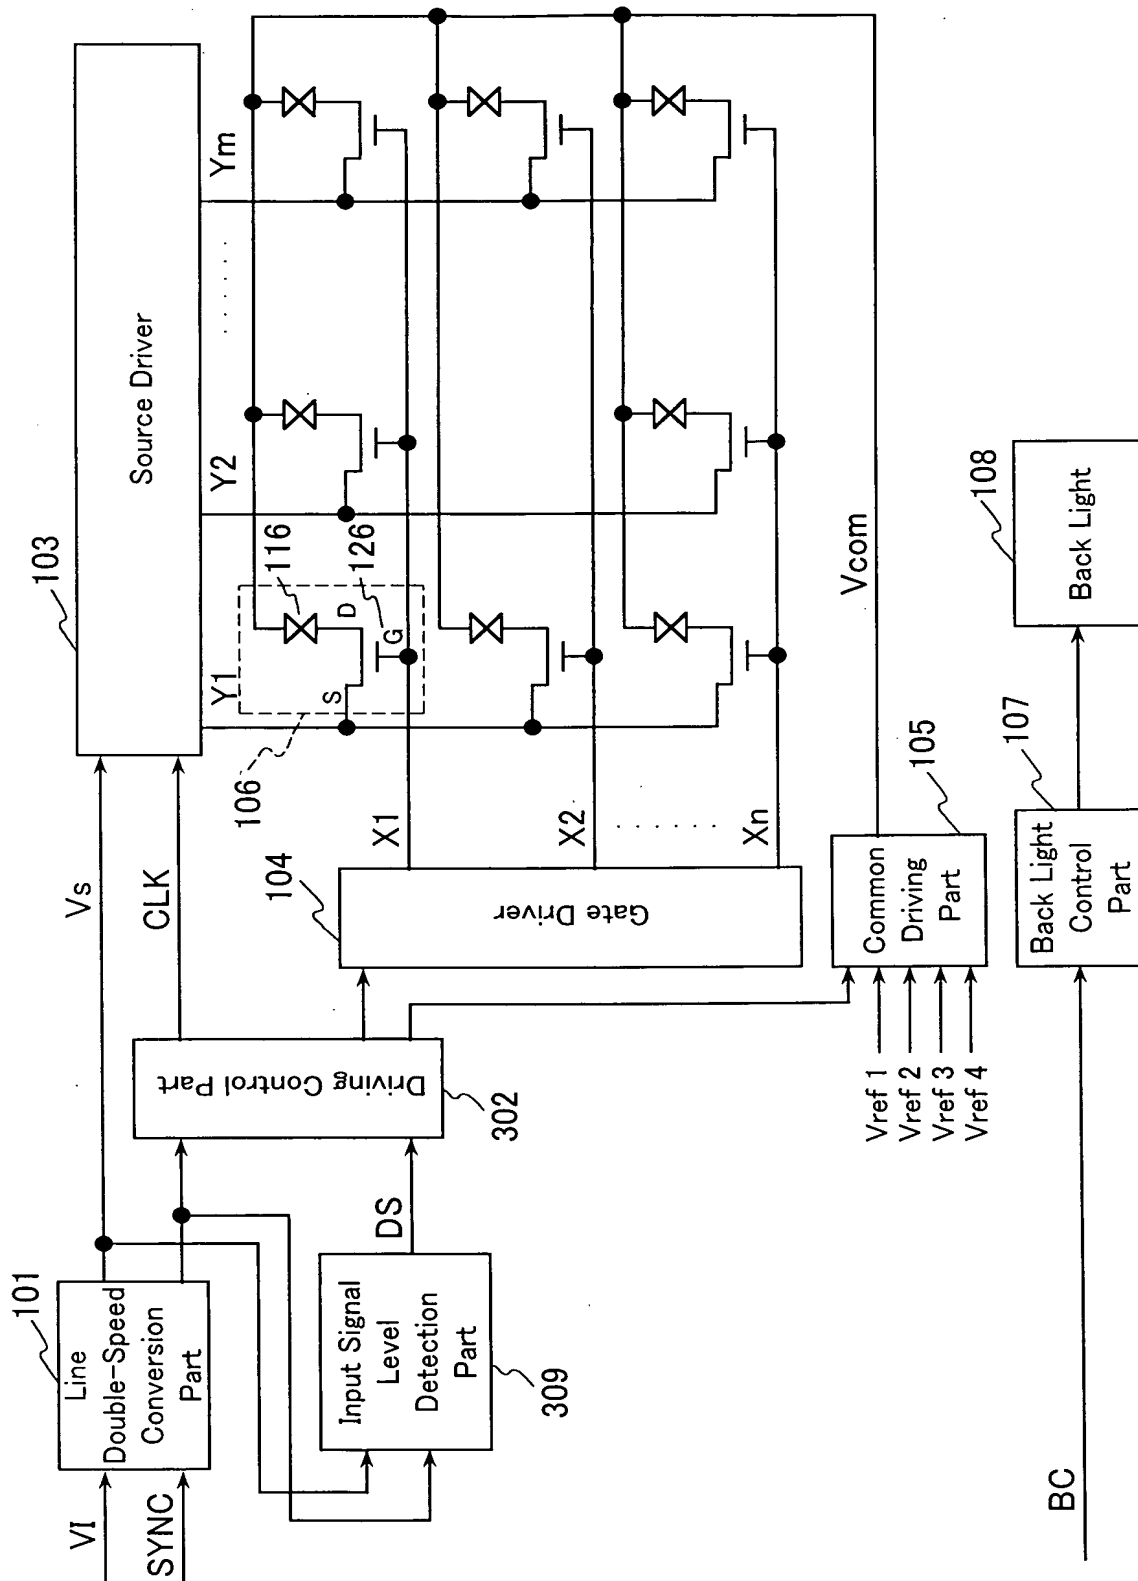 VI
SYNC
101
Line
Double-Speed
Conversion
Part
Vs
CLK
103
Source Driver
302
Driving Control Part
DS
Input Signal
Level
Detection
Part
309
104
Gate Driver
X1
X2
. . . . . . .
Xn
Y1
Y2
. . . . . .
Ym
106
116
126
S
D
G
Vcom
105
Common
Driving
Part
Vref 1
Vref 2
Vref 3
Vref 4
BC
107
Back Light
Control
Part
108
Back Light